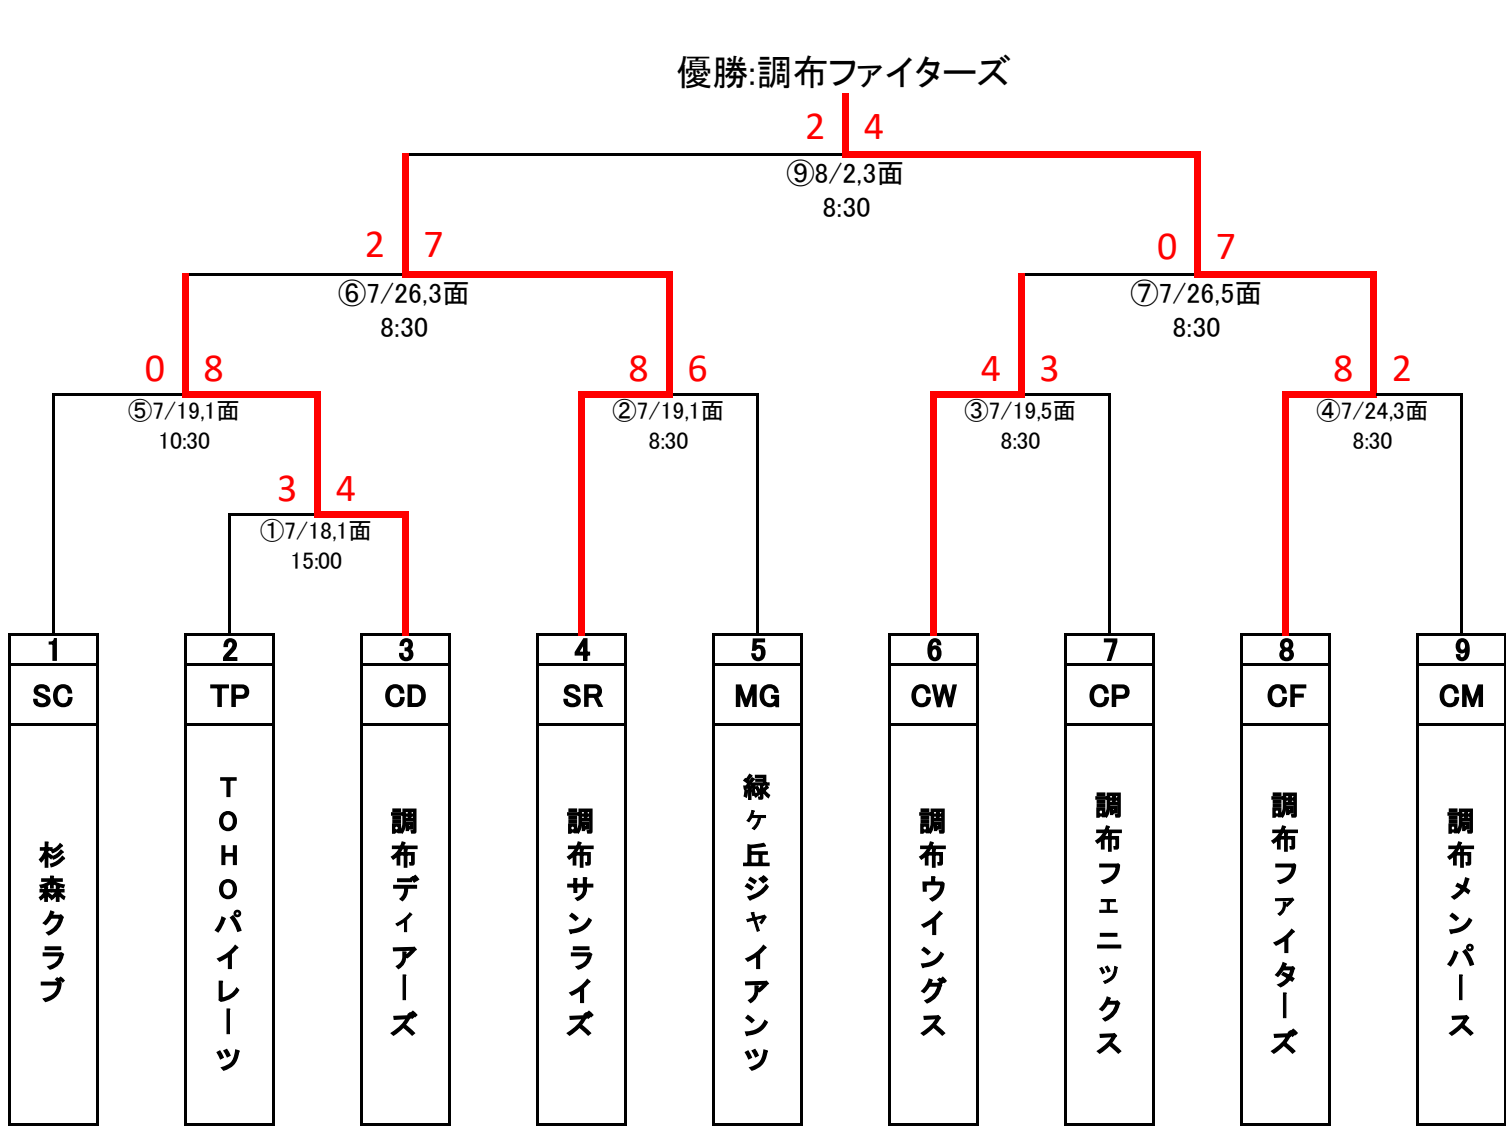 優勝:調布ファイターズ
2 4
⑨8/2,3面
8:30
2 7
0 7
⑥7/26,3面
8:30
⑦7/26,5面
8:30
0 8
8 6
4 3
8 2
⑤7/19,1面
10:30
②7/19,1面
8:30
③7/19,5面
8:30
④7/24,3面
8:30
3 4
①7/18,1面
15:00
1 2 3 4 5 6 7 8 9
SC TP CD SR MG CW CP CF CM
杉森クラブ
TOHOパイレーツ
調布ディアーズ
調布サンライズ
緑ヶ丘ジャイアンツ
調布ウイングス
調布フェニックス
調布ファイターズ
調布メンパース